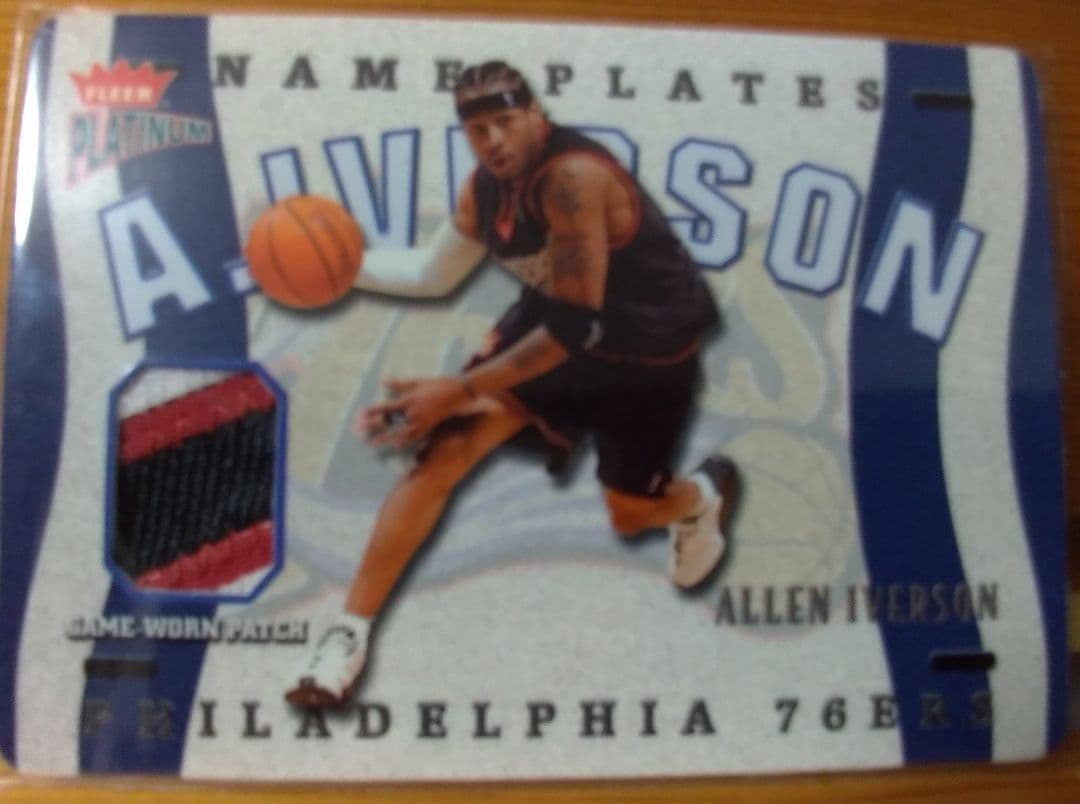 NAME PLATES
FLEER
PLATINUM
A.IVERSON
GAME-WORN PATCH
ALLEN IVERSON
PHILADELPHIA 76ERS